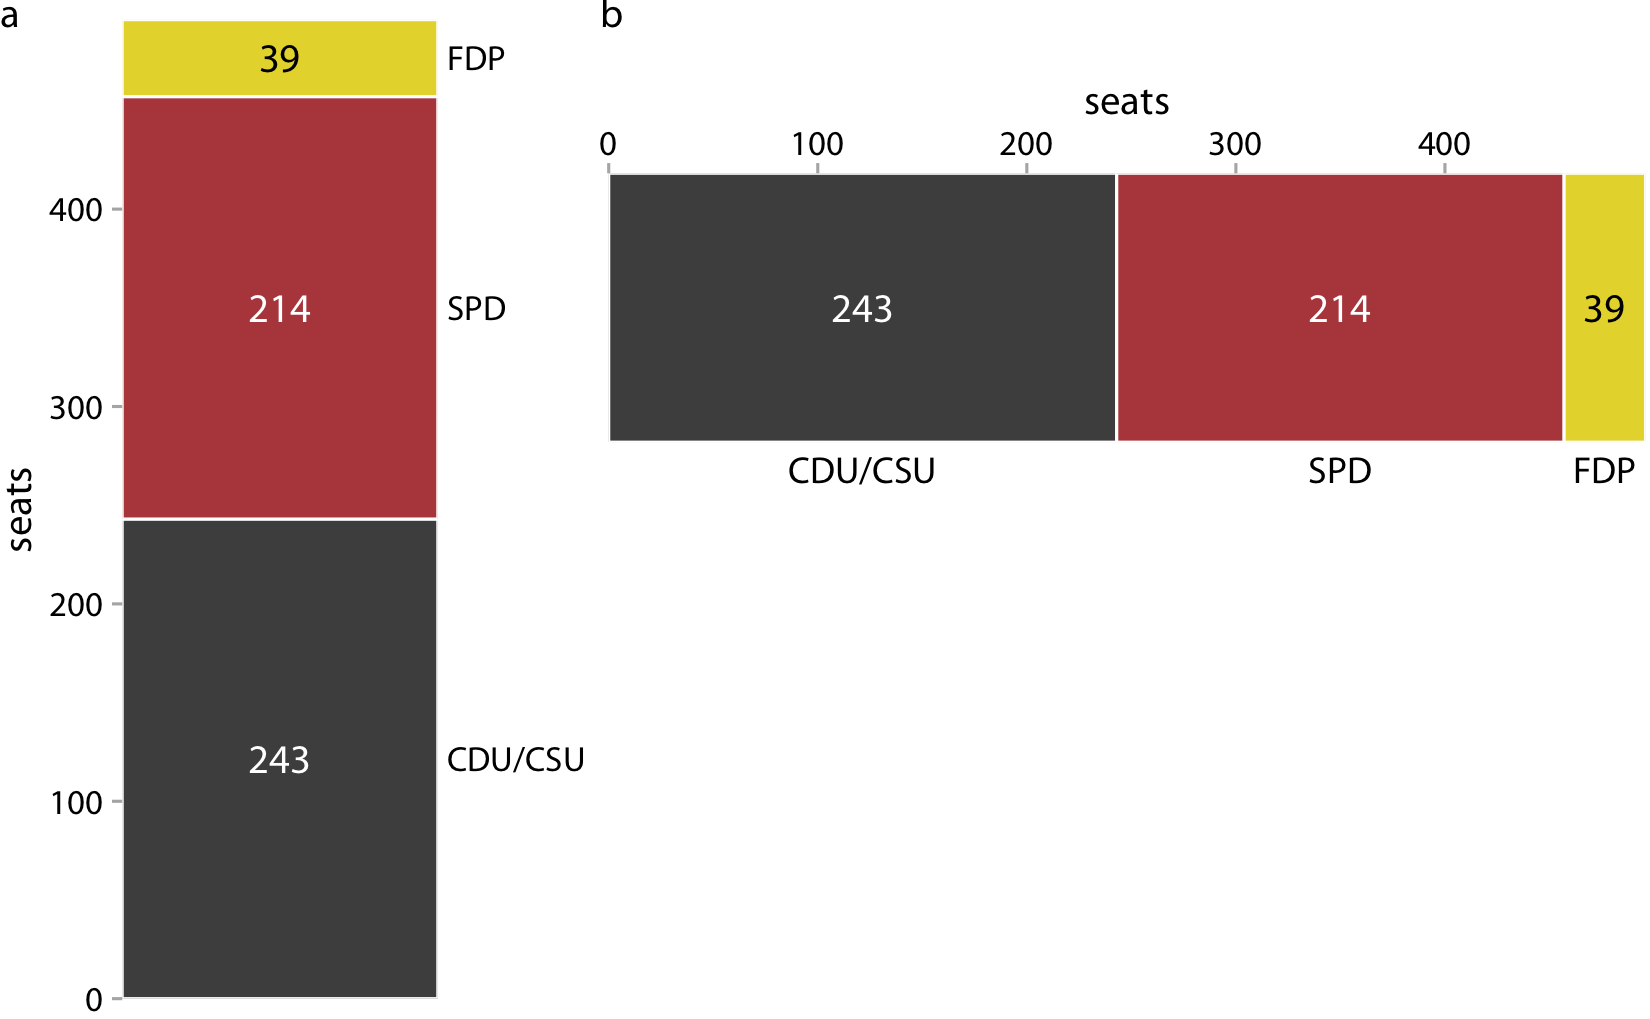 a
39 FDP
400
214 SPD
300
seats
200
243 CDU/CSU
100
0
b
seats
0 100 200 300 400
243 214 39
CDU/CSU SPD FDP